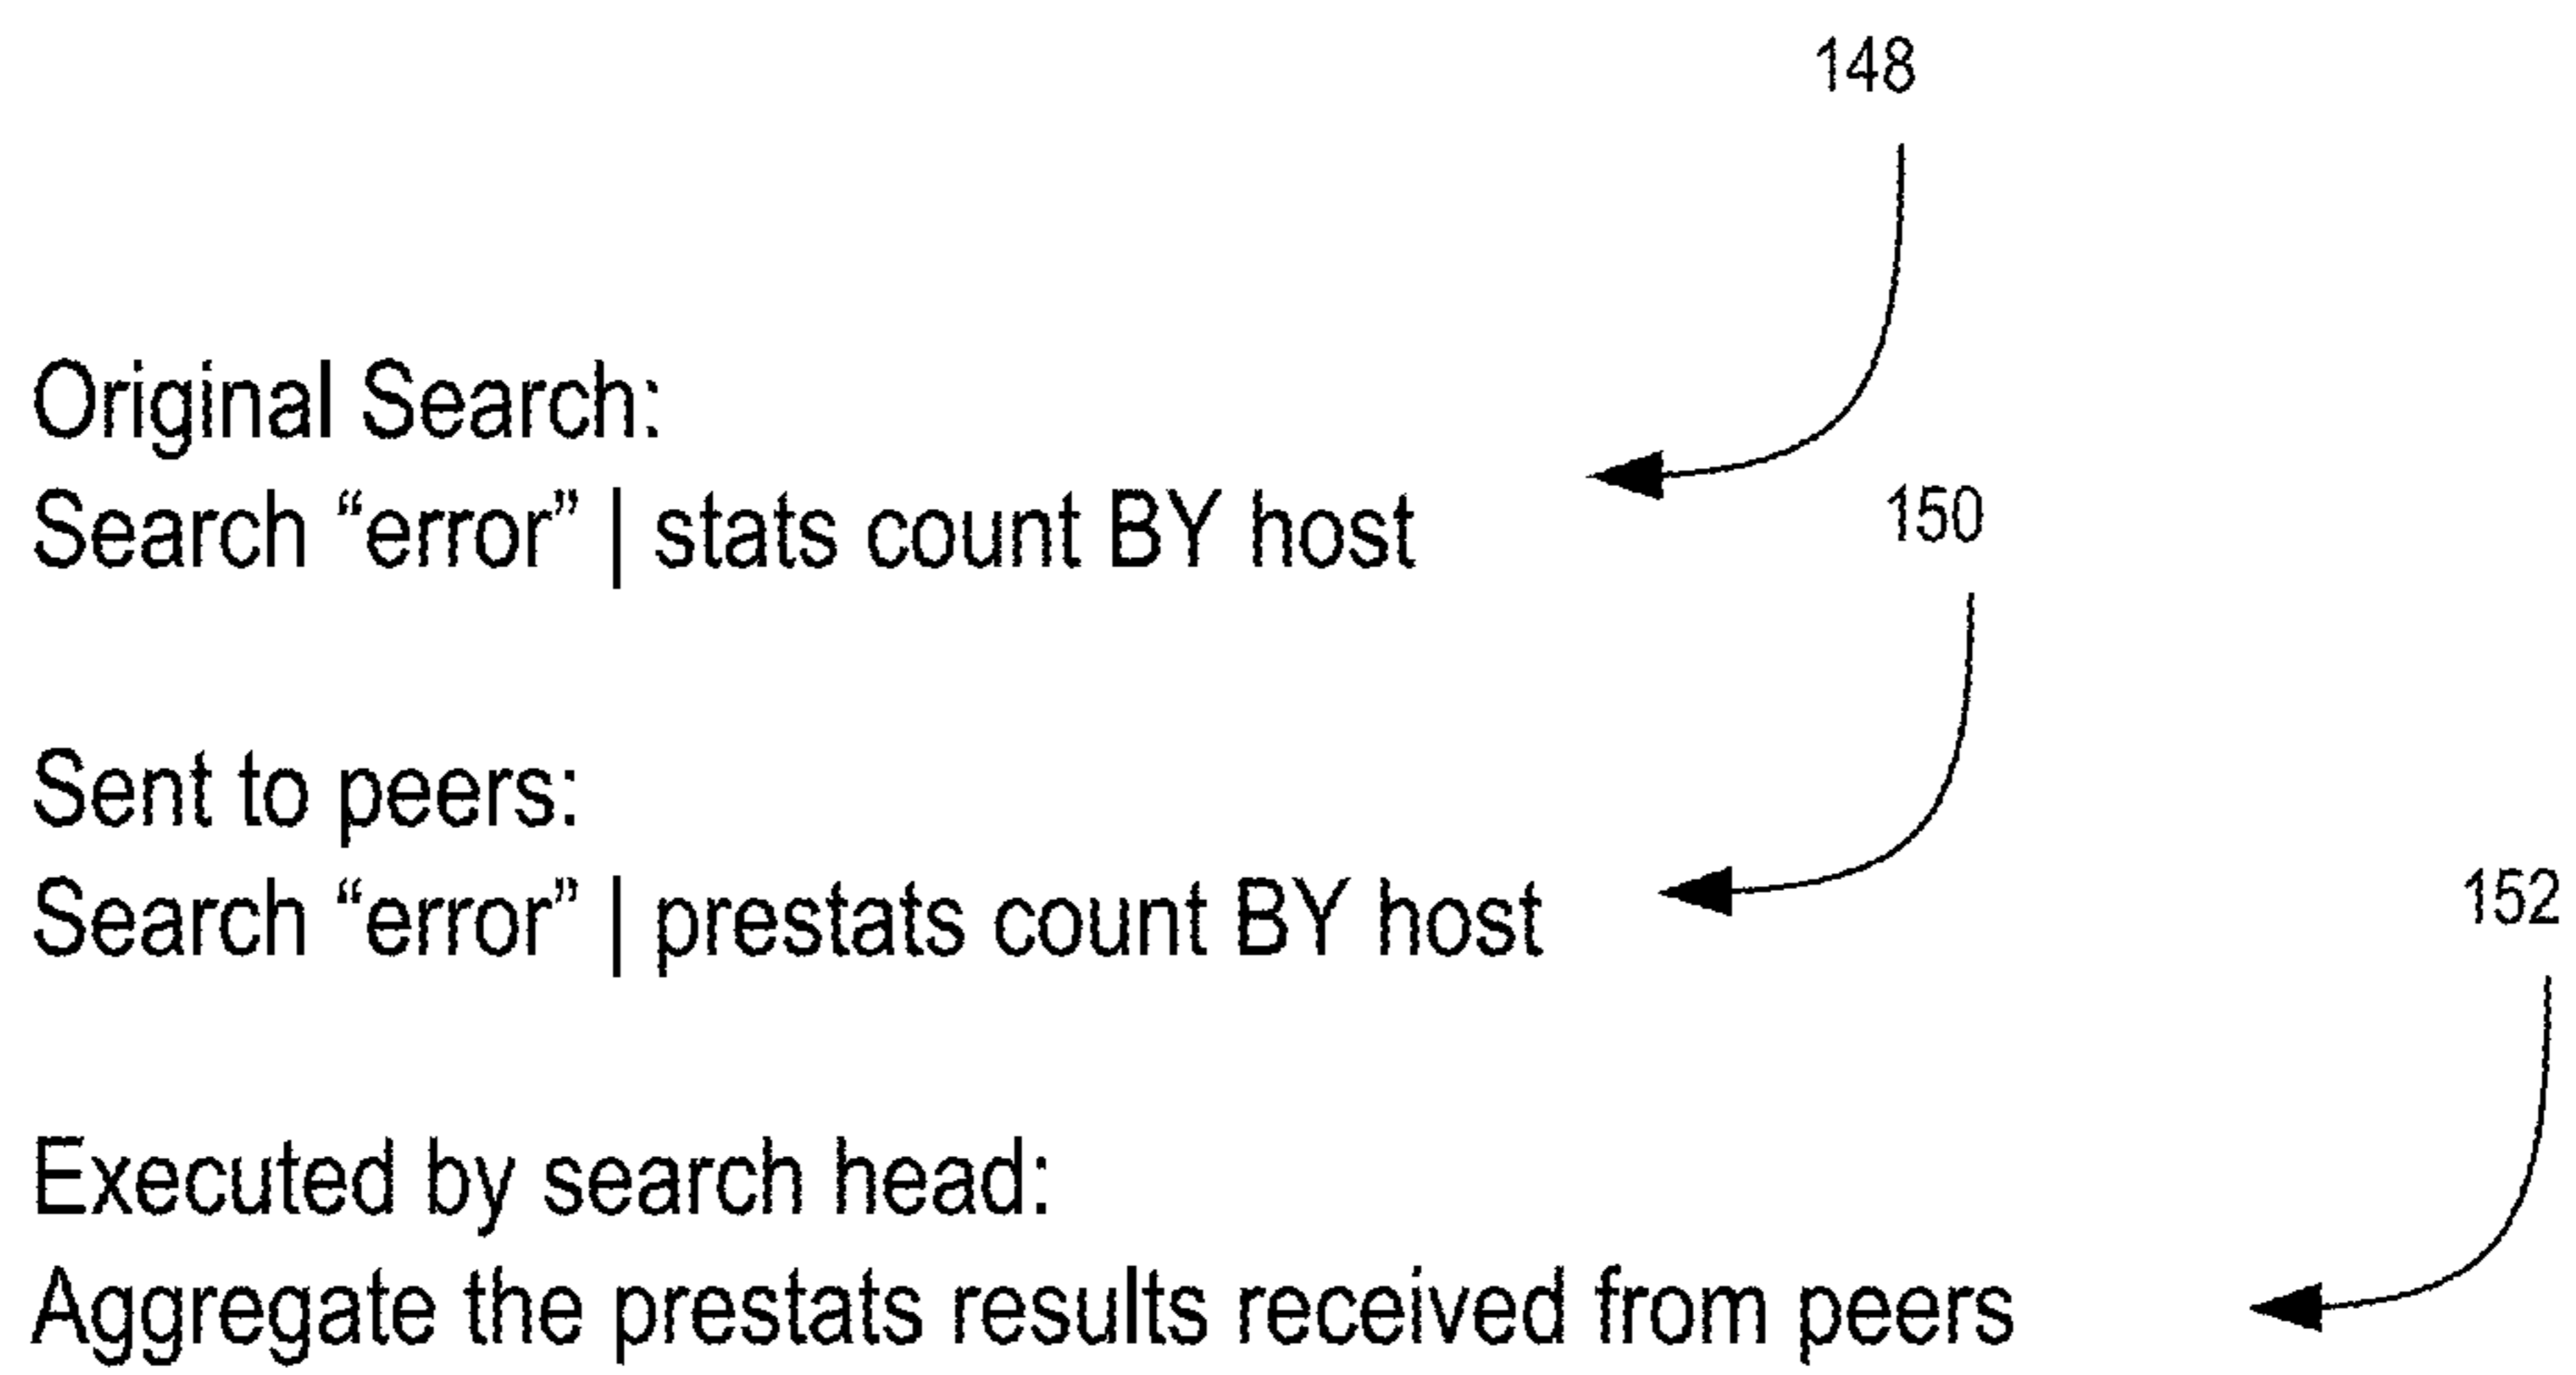 148
Original Search:
Search “error” | stats count BY host
150
Sent to peers:
Search “error” | prestats count BY host
152
Executed by search head:
Aggregate the prestats results received from peers